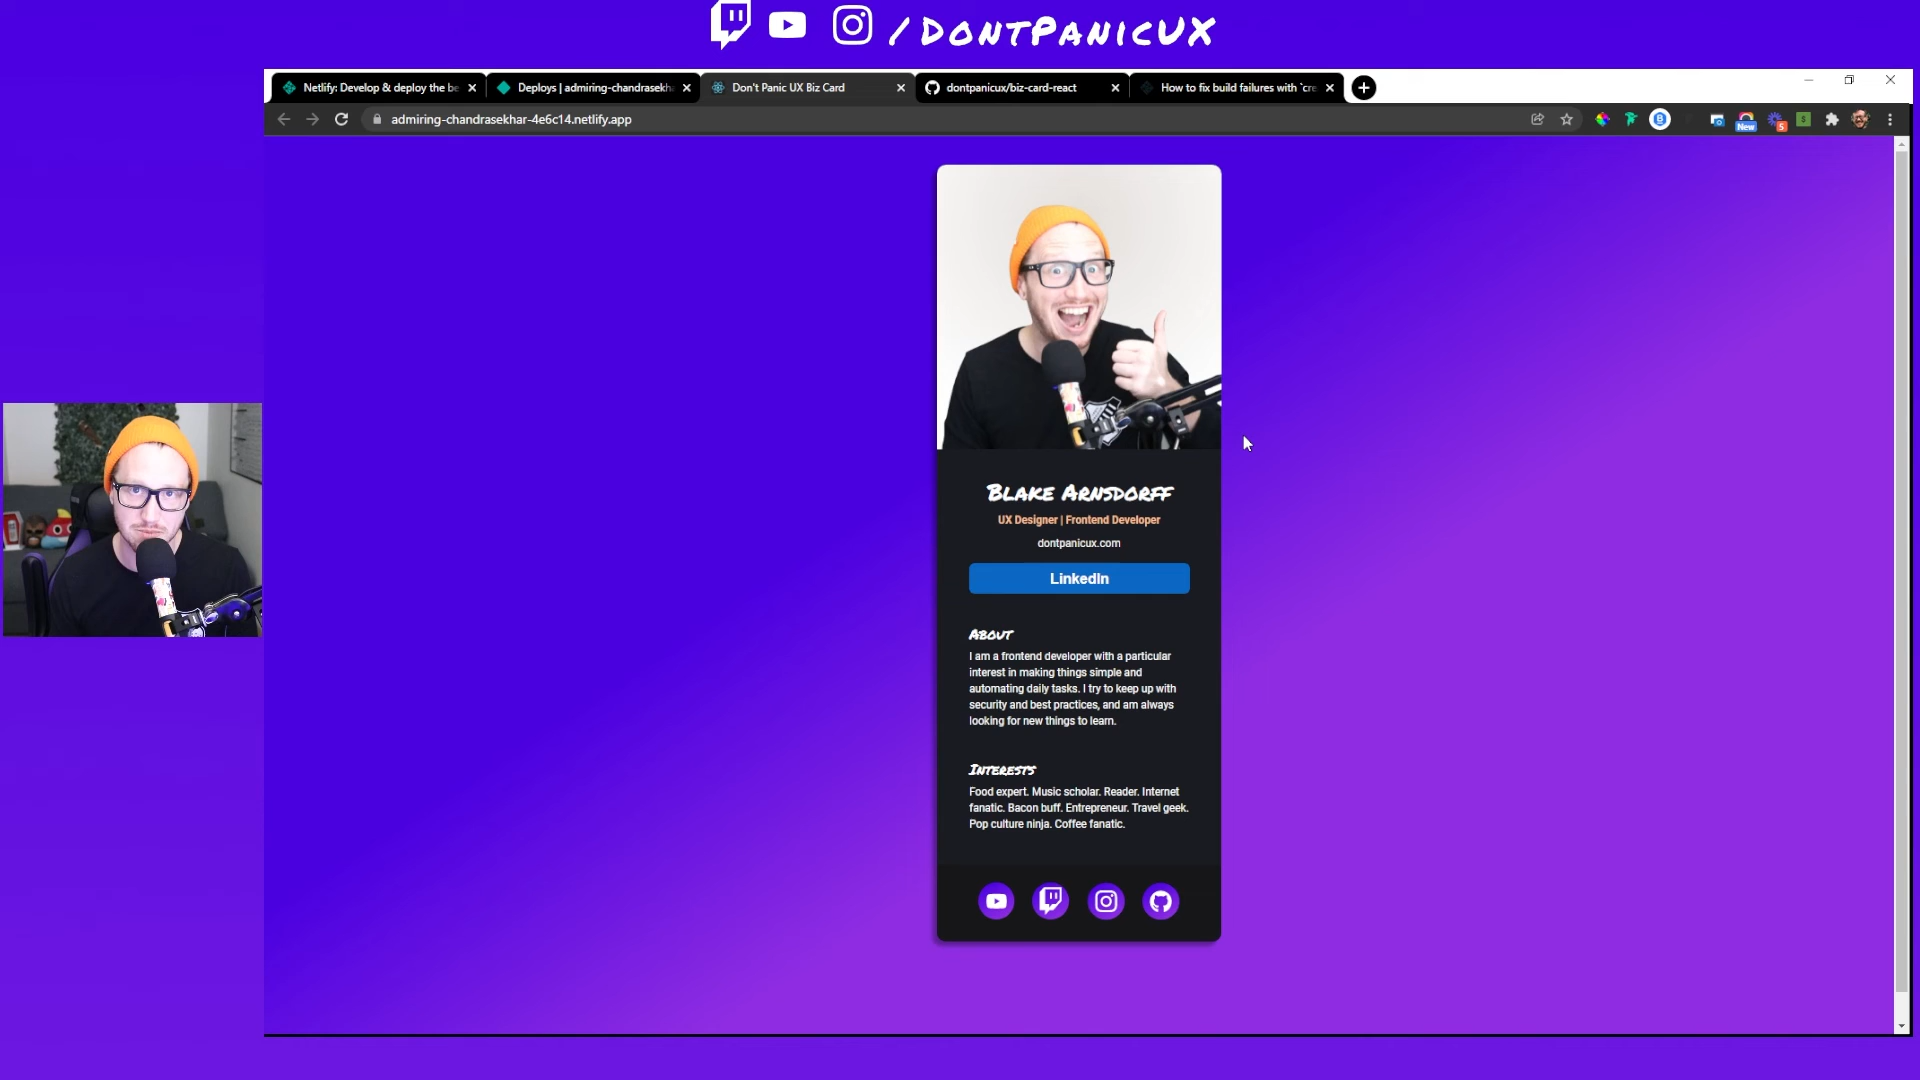 /DontPanicUX
Netlify: Develop & deploy the be
Deploys | admiring-chandrasekh
Don't Panic UX Biz Card
dontpanicux/biz-card-react
How to fix build failures with `cre
admiring-chandrasekhar-4e6c14.netlify.app
New
5
Blake Arnsdorff
UX Designer | Frontend Developer
dontpanicux.com
LinkedIn
About
I am a frontend developer with a particular
interest in making things simple and
automating daily tasks. I try to keep up with
security and best practices, and am always
looking for new things to learn.
Interests
Food expert. Music scholar. Reader. Internet
fanatic. Bacon buff. Entrepreneur. Travel geek.
Pop culture ninja. Coffee fanatic.